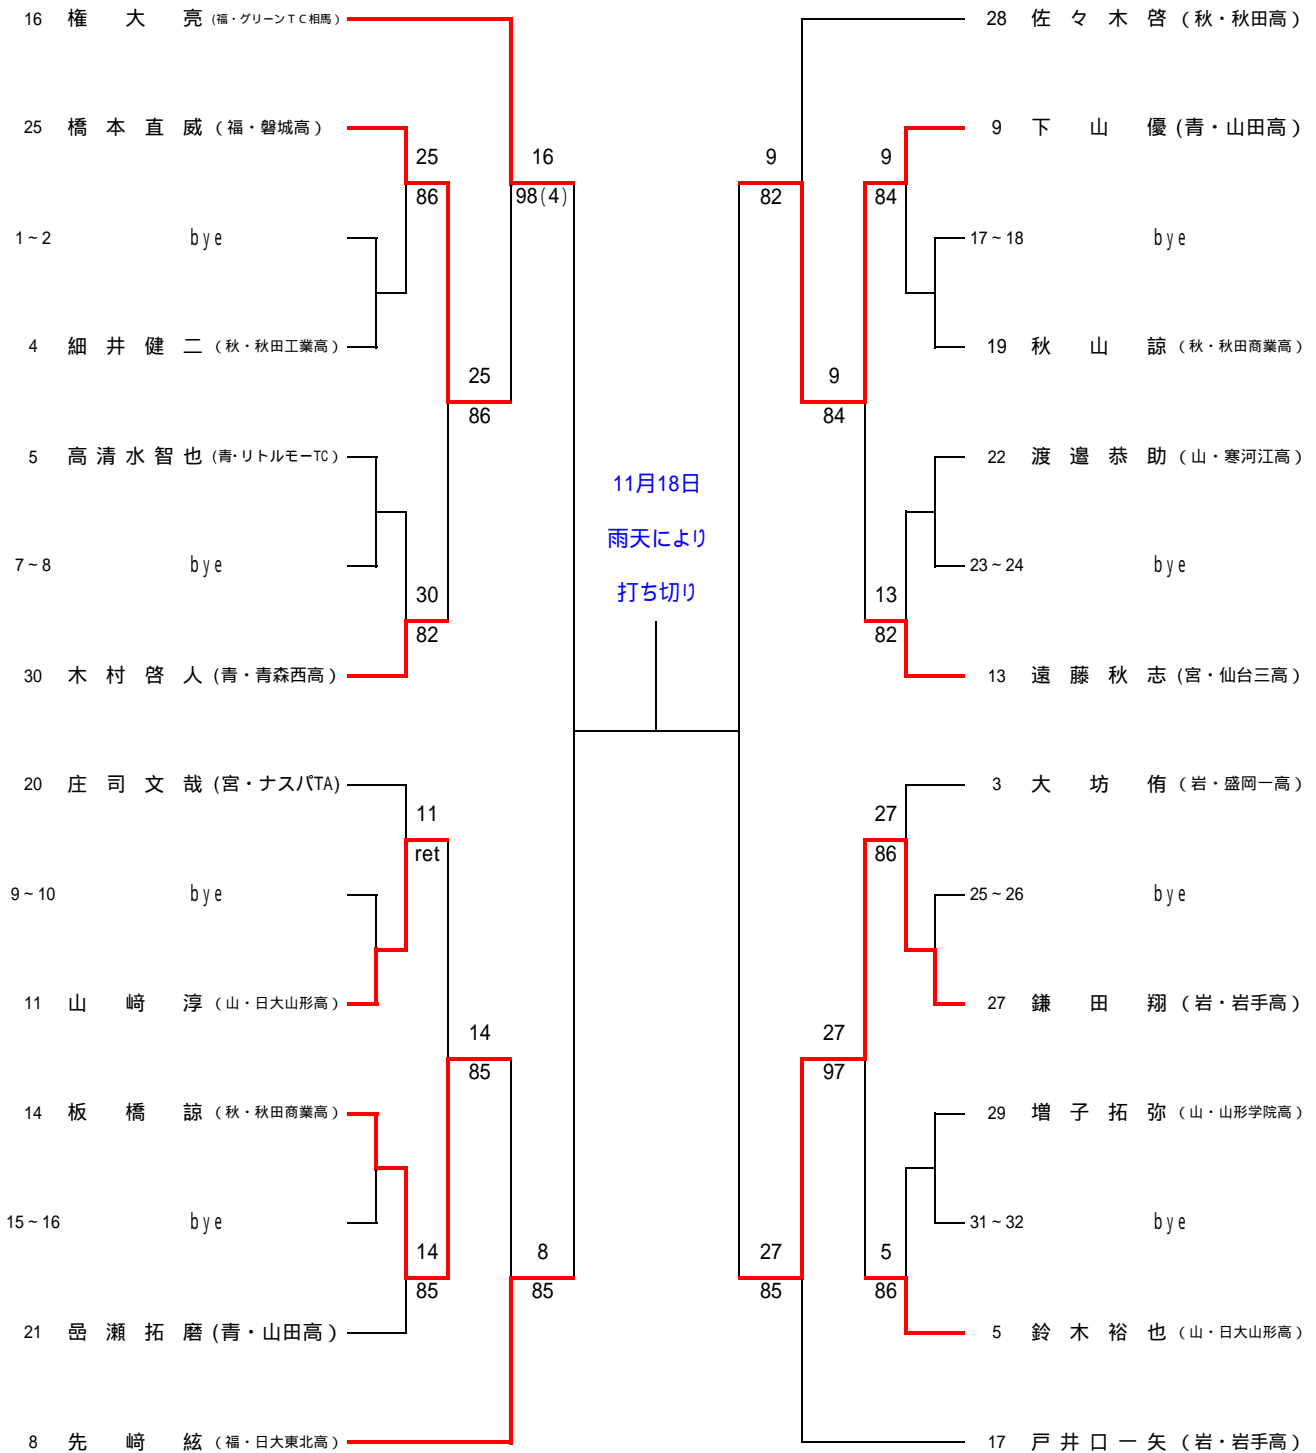 16 権大亮 (福・グリーンTC相馬)
25 橋本直威 (福・磐城高)
25
86
16
98(4)
1~2 bye
4 細井健二 (秋・秋田工業高)
25
86
5 高清水智也 (青・リトルモーTC)
7~8 bye
30
82
30 木村啓人 (青・青森西高)
20 庄司文哉 (宮・ナスパTA)
11
ret
9~10 bye
11 山﨑淳 (山・日大山形高)
14
85
14 板橋諒 (秋・秋田商業高)
15~16 bye
14
85
8
85
21 喦瀬拓磨 (青・山田高)
8 先﨑絃 (福・日大東北高)
11月18日
雨天により
打ち切り
28 佐々木啓 (秋・秋田高)
9 下山優 (青・山田高)
9
82
9
84
17~18 bye
19 秋山諒 (秋・秋田商業高)
9
84
22 渡邉恭助 (山・寒河江高)
23~24 bye
13
82
13 遠藤秋志 (宮・仙台三高)
3 大坊侑 (岩・盛岡一高)
27
86
25~26 bye
27 鎌田翔 (岩・岩手高)
27
97
29 増子拓弥 (山・山形学院高)
31~32 bye
27
85
5
86
5 鈴木裕也 (山・日大山形高)
17 戸井口一矢 (岩・岩手高)